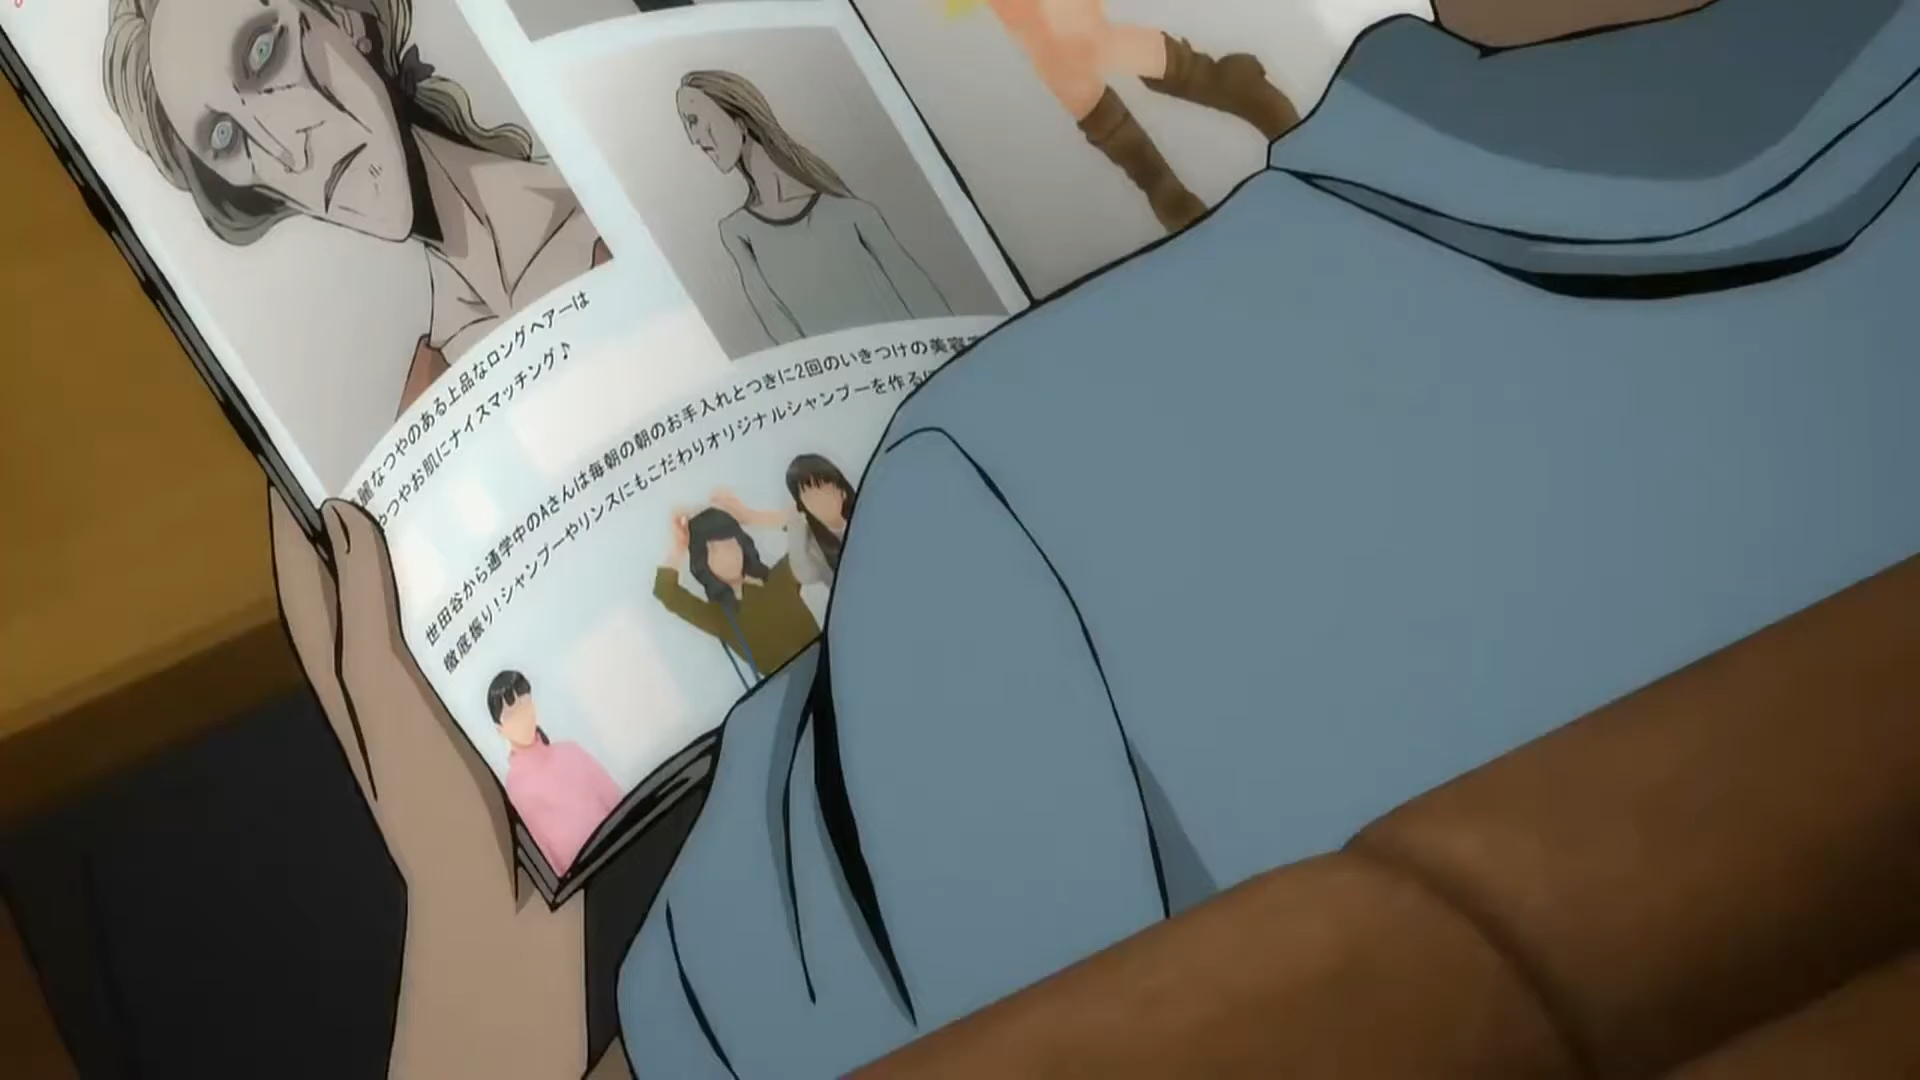 麗なつやのある上品なロングヘアーは
やつやお肌にナイスマッチング♪
世田谷から通学中のAさんは毎朝の朝のお手入れとつきに2回のいきつけの美容
徹底振り！シャンプーやリンスにもこだわりオリジナルシャンプーを作る